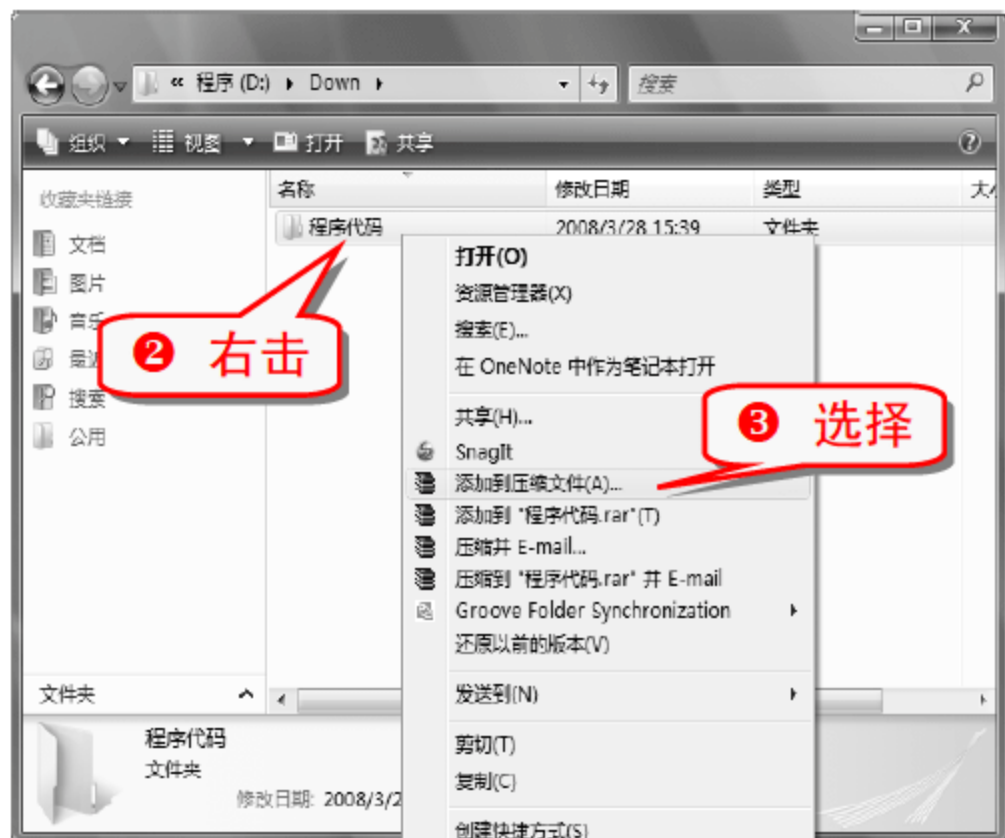 « 程序 (D:) ▸ Down ▸
搜索
组织 视图 打开 共享
收藏夹链接
名称 修改日期 类型
程序代码 2008/3/28 15:39 文件夹
文档
图片
音乐
搜索
公用
❷ 右击
打开(O)
资源管理器(X)
搜索(E)...
在 OneNote 中作为笔记本打开
共享(H)...
❸ 选择
SnagIt
添加到压缩文件(A)...
添加到 "程序代码.rar"(T)
压缩并 E-mail...
压缩到 "程序代码.rar" 并 E-mail
Groove Folder Synchronization
还原以前的版本(V)
发送到(N)
剪切(T)
复制(C)
创建快捷方式(S)
文件夹
程序代码
文件夹
修改日期: 2008/3/2